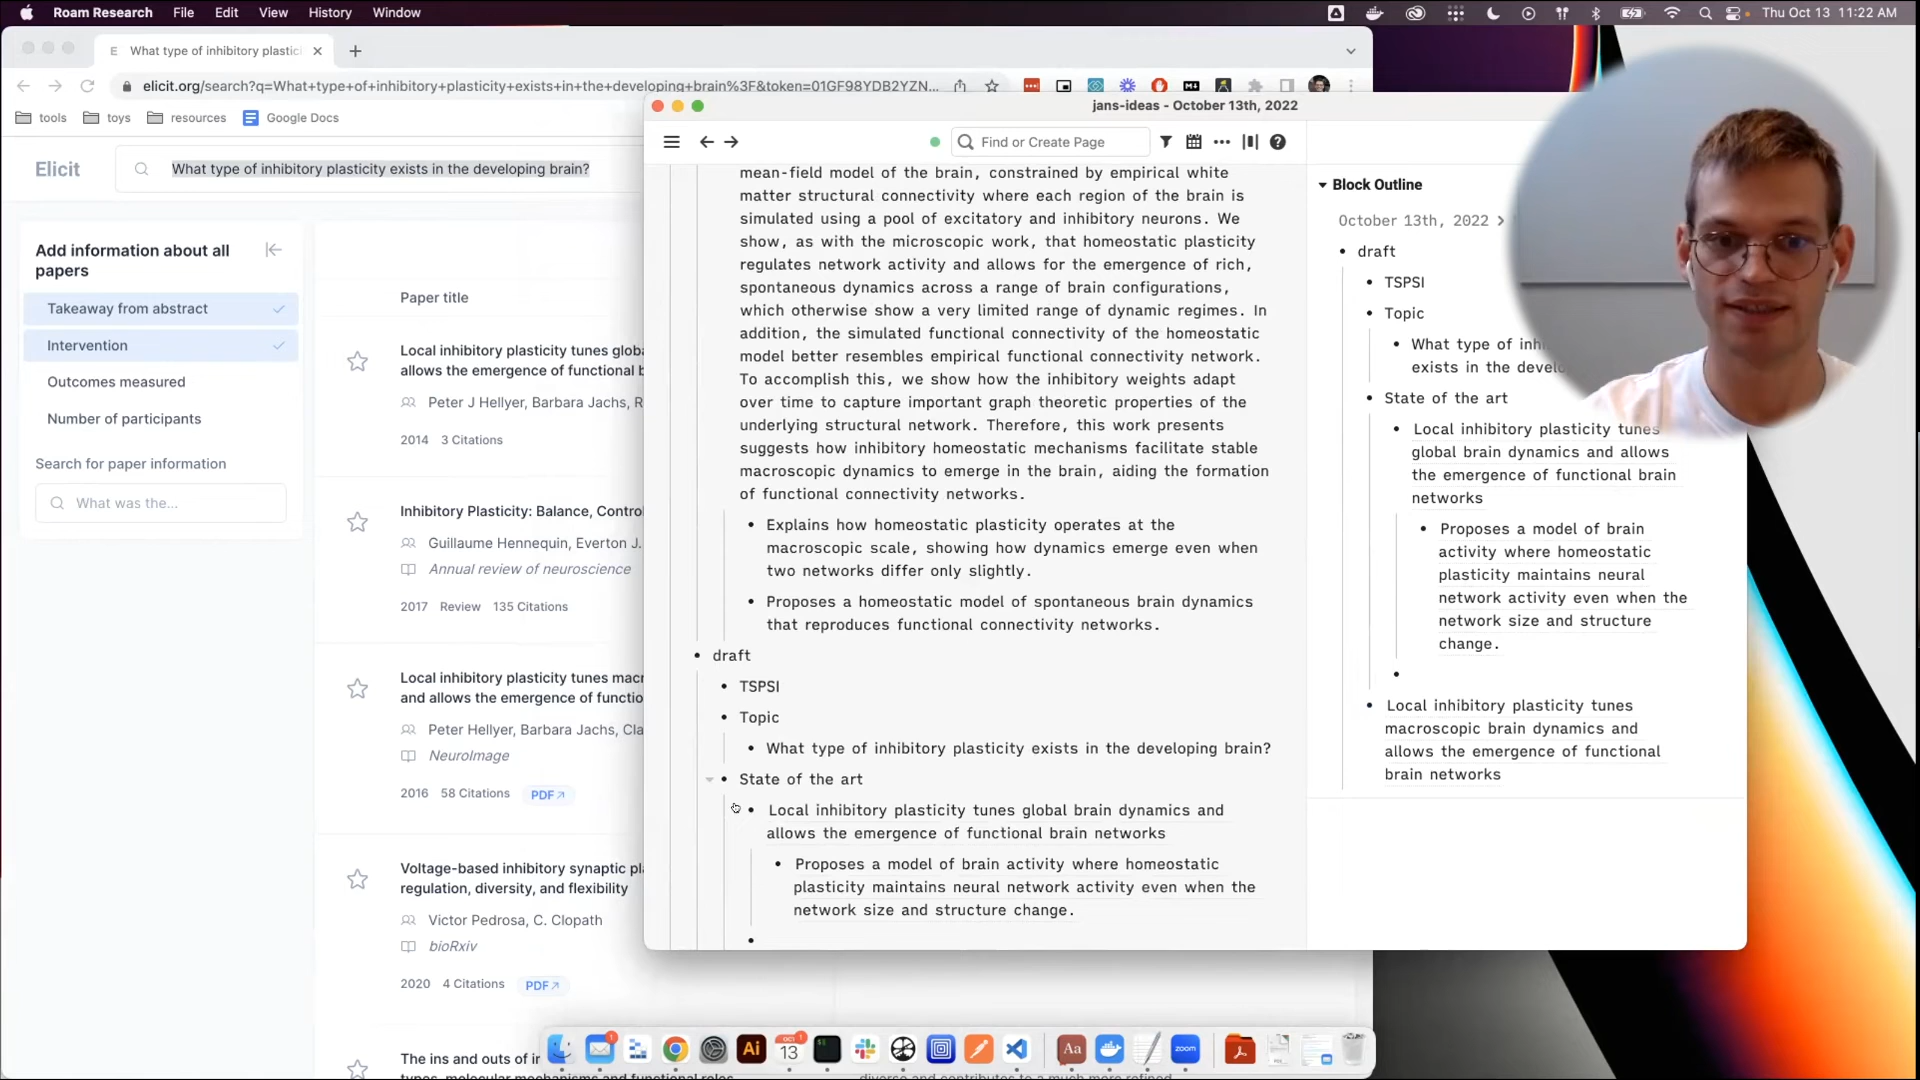 Roam Research File Edit View History Window
Thu Oct 13 11:22 AM
E What type of inhibitory plastic
elicit.org/search?q=What+type+of+inhibitory+plasticity+exists+in+the+developing+brain%3F&token=01GF98YDB2YZN...
tools toys resources Google Docs
Elicit
What type of inhibitory plasticity exists in the developing brain?
Add information about all
papers
Takeaway from abstract
Intervention
Outcomes measured
Number of participants
Search for paper information
What was the...
Paper title
Local inhibitory plasticity tunes
allows the emergence of functional
Peter J Hellyer, Barbara Jachs, R
2014 3 Citations
Inhibitory Plasticity: Balance,
Guillaume Hennequin, Everton J.
Annual review of neuroscience
2017 Review 135 Citations
Local inhibitory plasticity tunes
and allows the emergence of
Peter Hellyer, Barbara Jachs,
NeuroImage
2016 58 Citations PDF
Voltage-based inhibitory synaptic
regulation, diversity, and flexibility
Victor Pedrosa, C. Clopath
bioRxiv
2020 4 Citations PDF
The ins and outs of
jans-ideas - October 13th, 2022
Find or Create Page
mean-field model of the brain, constrained by empirical white
matter structural connectivity where each region of the brain is
simulated using a pool of excitatory and inhibitory neurons. We
show, as with the microscopic work, that homeostatic plasticity
regulates network activity and allows for the emergence of rich,
spontaneous dynamics across a range of brain configurations,
which otherwise show a very limited range of dynamic regimes. In
addition, the simulated functional connectivity of the homeostatic
model better resembles empirical functional connectivity network.
To accomplish this, we show how the inhibitory weights adapt
over time to capture important graph theoretic properties of the
underlying structural network. Therefore, this work presents
suggests how inhibitory homeostatic mechanisms facilitate stable
macroscopic dynamics to emerge in the brain, aiding the formation
of functional connectivity networks.
Explains how homeostatic plasticity operates at the
macroscopic scale, showing how dynamics emerge even when
two networks differ only slightly.
Proposes a homeostatic model of spontaneous brain dynamics
that reproduces functional connectivity networks.
draft
TSPSI
Topic
What type of inhibitory plasticity exists in the developing brain?
State of the art
Local inhibitory plasticity tunes global brain dynamics and
allows the emergence of functional brain networks
Proposes a model of brain activity where homeostatic
plasticity maintains neural network activity even when the
network size and structure change.
Block Outline
October 13th, 2022
draft
TSPSI
Topic
What type of inh
exists in the devel
State of the art
Local inhibitory plasticity tunes
global brain dynamics and allows
the emergence of functional brain
networks
Proposes a model of brain
activity where homeostatic
plasticity maintains neural
network activity even when the
network size and structure
change.
Local inhibitory plasticity tunes
macroscopic brain dynamics and
allows the emergence of functional
brain networks
Ai
OCT
13
Aa
zoom